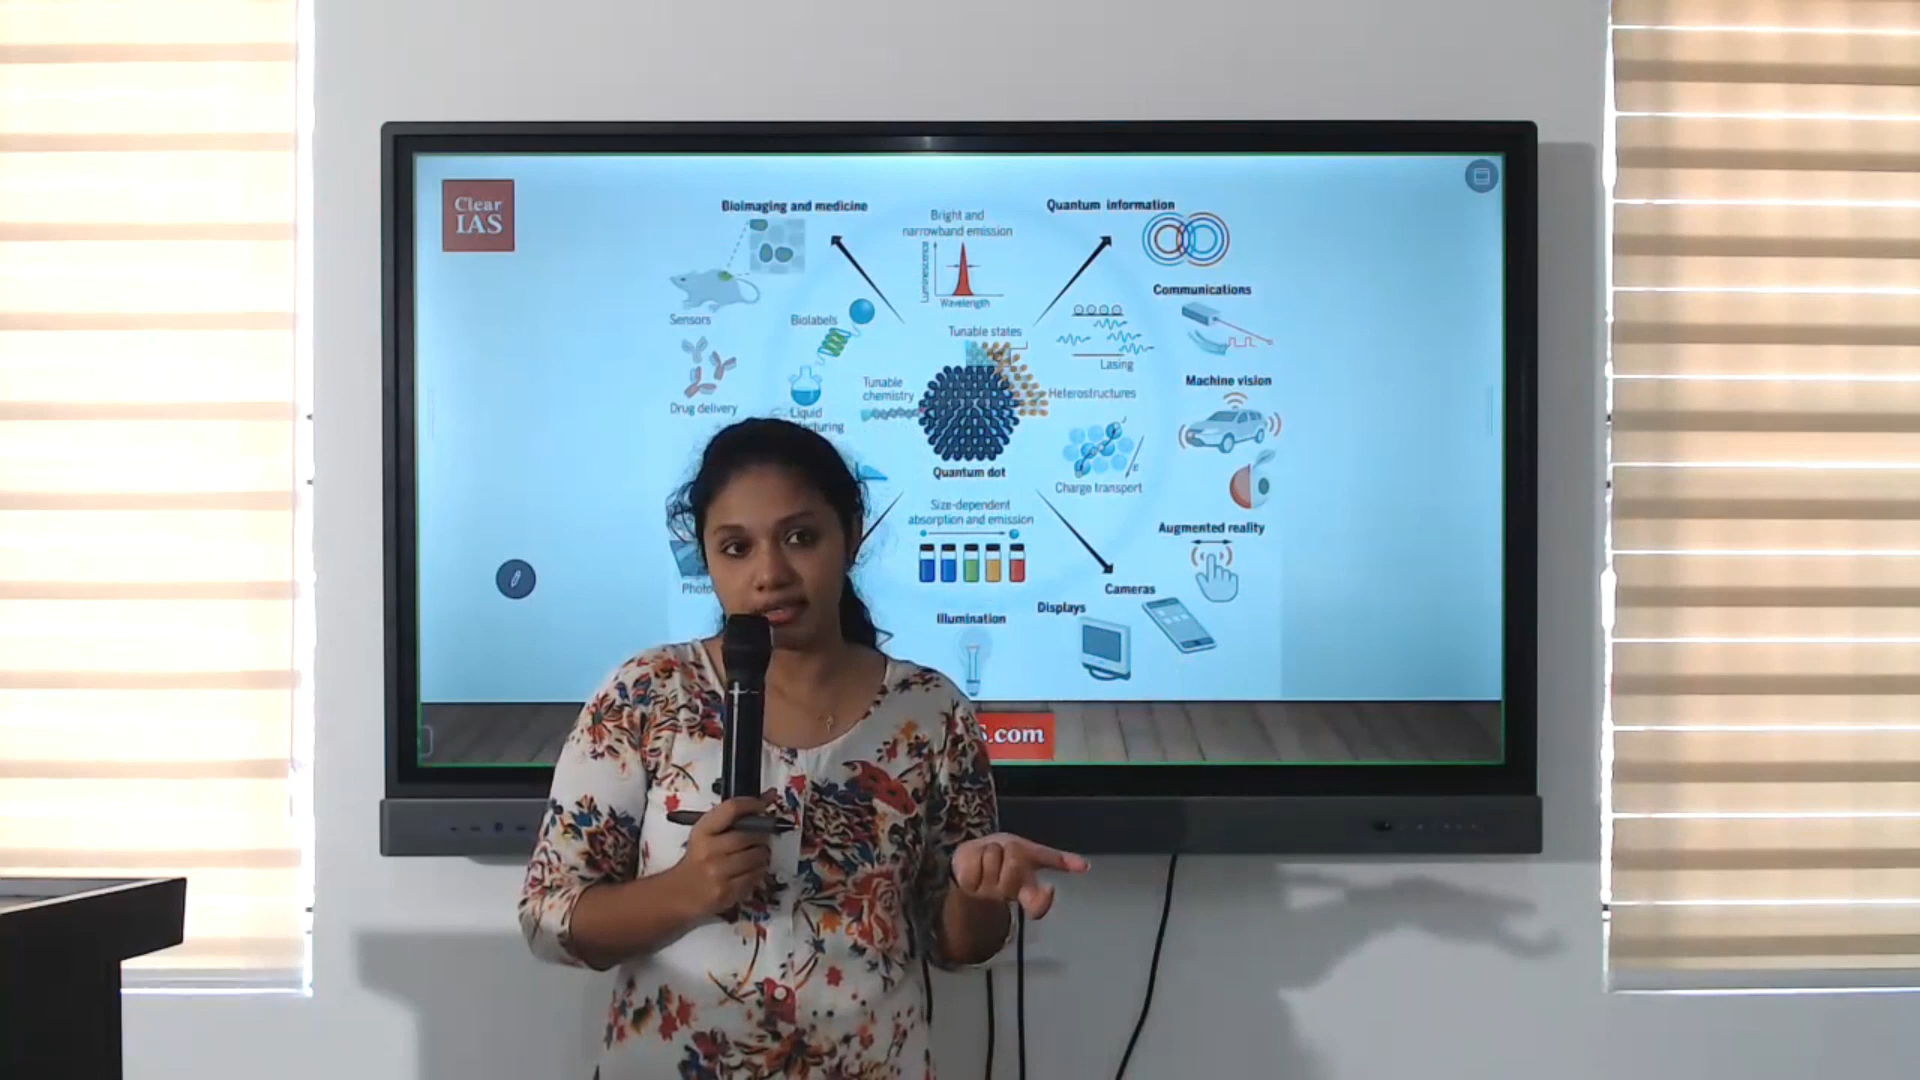 Clear
IAS
Bioimaging and medicine
Bright and
narrowband emission
Luminescence
Wavelength
Quantum information
Communications
Sensors
Biolabels
Tunable states
Lasing
Tunable
chemistry
Heterostructures
Machine vision
Drug delivery
Liquid
Quantum dot
Charge transport
Size-dependent
absorption and emission
Augmented reality
Photo
Cameras
Displays
Illumination
.com